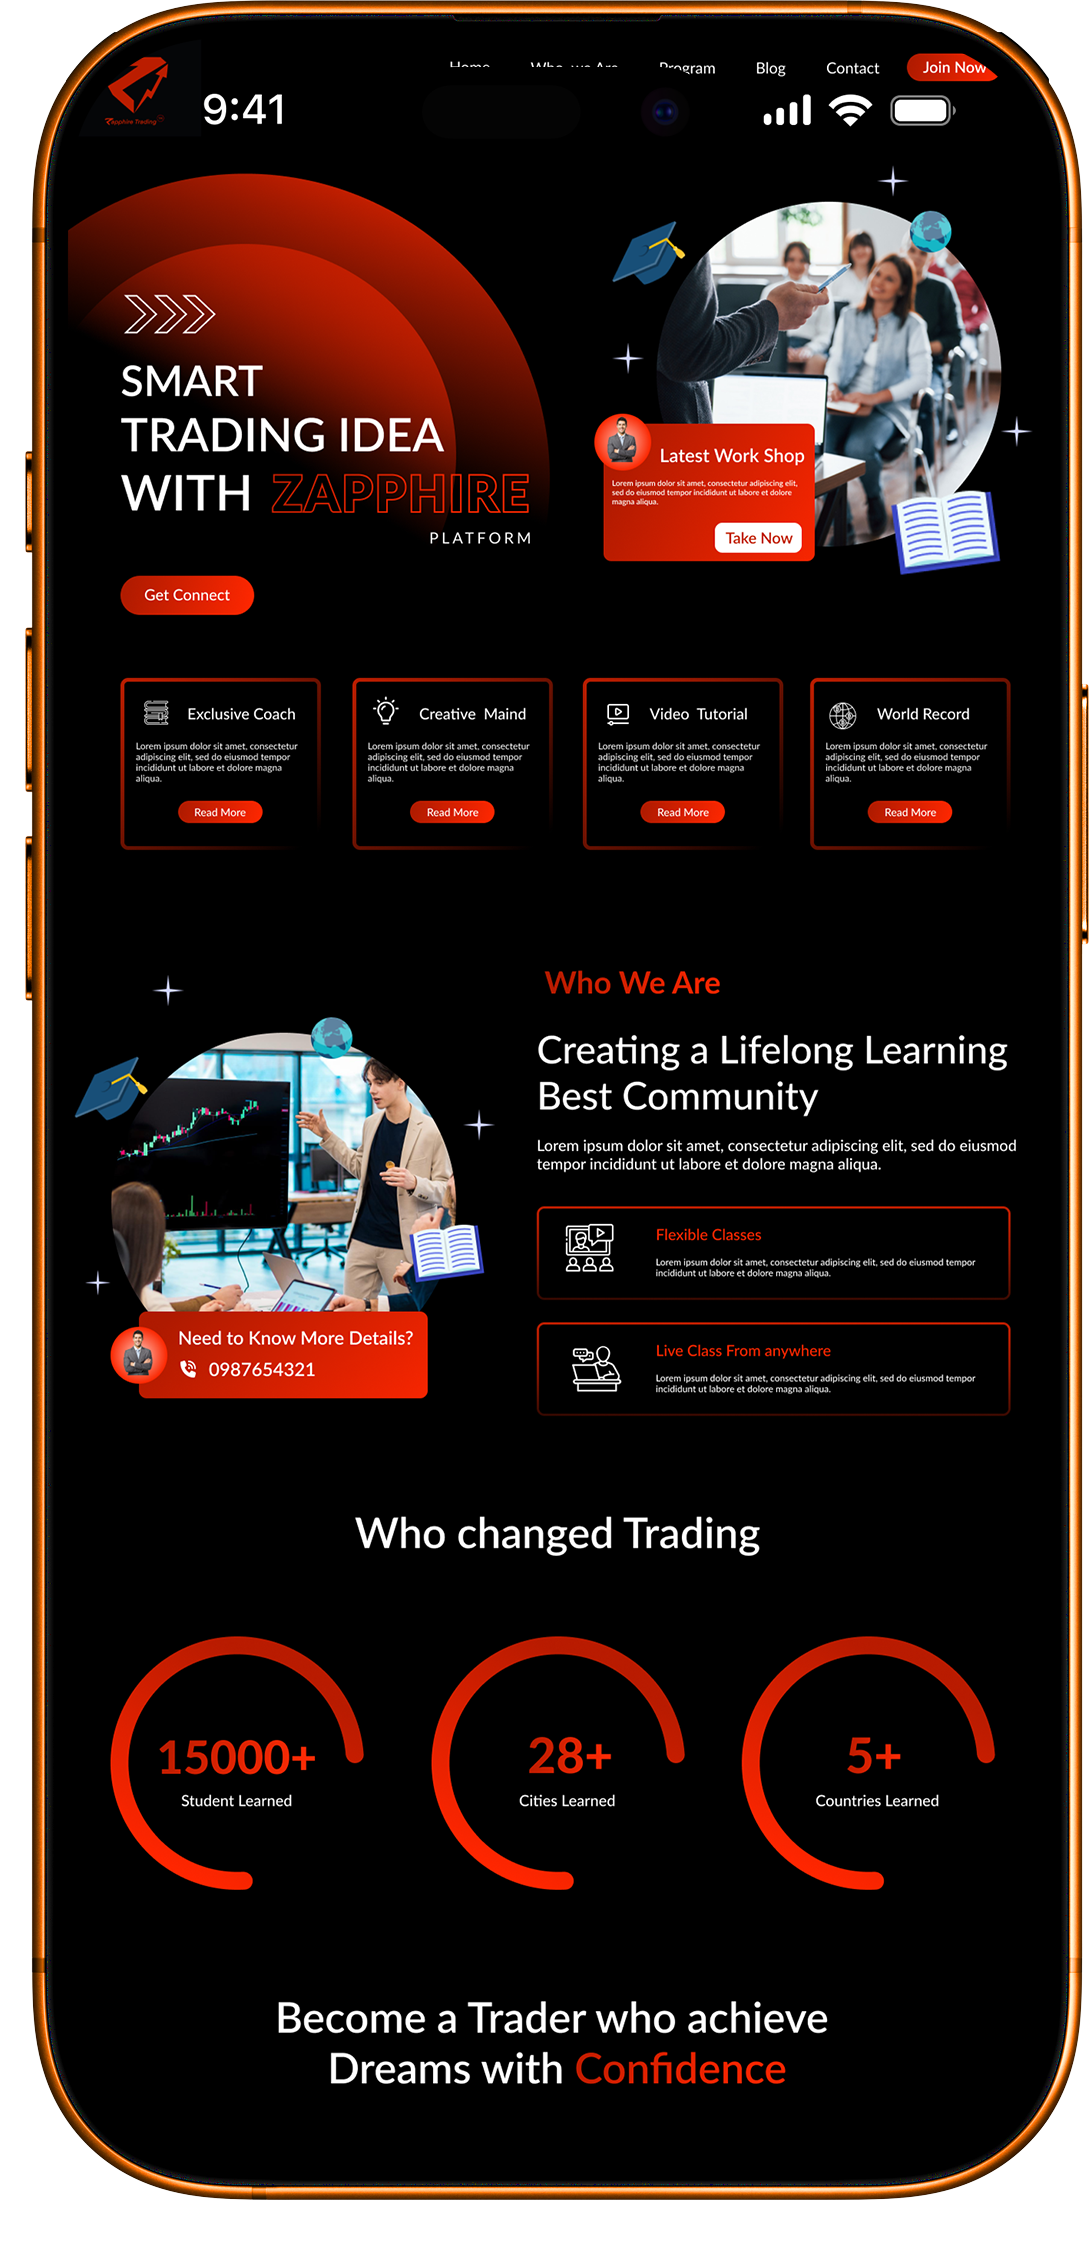 Home Who we Are Program Blog Contact Join Now
Zapphire Trading
9:41
SMART
TRADING IDEA
WITH ZAPPHIRE
PLATFORM
Get Connect
Latest Work Shop
Lorem ipsum dolor sit amet, consectetur adipiscing elit,
sed do eiusmod tempor incididunt ut labore et dolore
magna aliqua.
Take Now
Exclusive Coach
Lorem ipsum dolor sit amet, consectetur
adipiscing elit, sed do eiusmod tempor
incididunt ut labore et dolore magna
aliqua.
Read More
Creative Maind
Lorem ipsum dolor sit amet, consectetur
adipiscing elit, sed do eiusmod tempor
incididunt ut labore et dolore magna
aliqua.
Read More
Video Tutorial
Lorem ipsum dolor sit amet, consectetur
adipiscing elit, sed do eiusmod tempor
incididunt ut labore et dolore magna
aliqua.
Read More
World Record
Lorem ipsum dolor sit amet, consectetur
adipiscing elit, sed do eiusmod tempor
incididunt ut labore et dolore magna
aliqua.
Read More
Who We Are
Creating a Lifelong Learning
Best Community
Lorem ipsum dolor sit amet, consectetur adipiscing elit, sed do eiusmod
tempor incididunt ut labore et dolore magna aliqua.
Flexible Classes
Lorem ipsum dolor sit amet, consectetur adipiscing elit, sed do eiusmod tempor
incididunt ut labore et dolore magna aliqua.
Live Class From anywhere
Lorem ipsum dolor sit amet, consectetur adipiscing elit, sed do eiusmod tempor
incididunt ut labore et dolore magna aliqua.
Need to Know More Details?
0987654321
Who changed Trading
15000+
Student Learned
28+
Cities Learned
5+
Countries Learned
Become a Trader who achieve
Dreams with Confidence